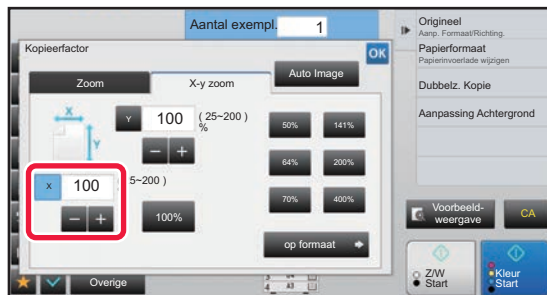 Aantal exempl. 1
Origineel
Aanp. Formaat/Richting.
Papierformaat
Papierinvoerlade wijzigen
Dubbelz. Kopie
Aanpassing Achtergrond
Kopieerfactor
OK
Zoom
X-y zoom
Auto Image
X
Y
Y 100 ( 25~200 )
%
50% 141%
64% 200%
70% 400%
X 100 5~200 )
100%
op formaat
Voorbeeld-
weergave
CA
Z/W
Start
Kleur
Start
Overige
A3